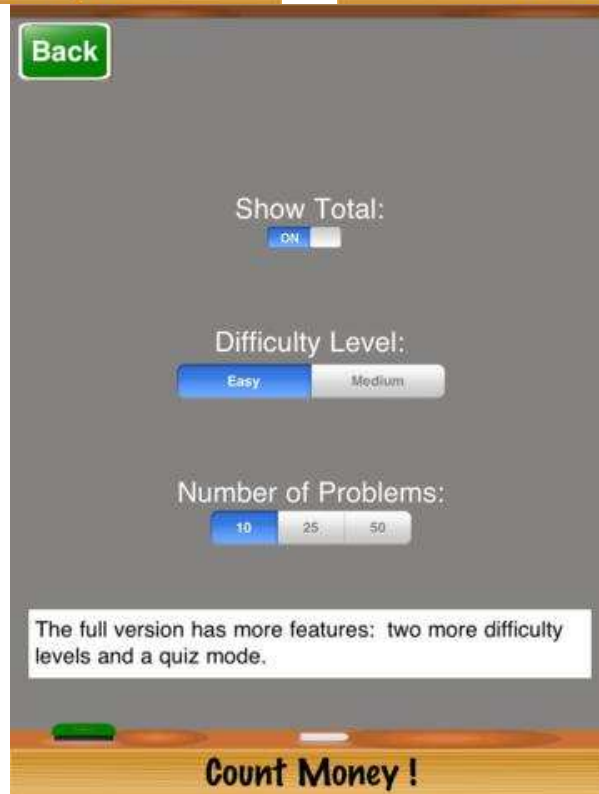 Back
Show Total:
ON
Difficulty Level:
Easy Medium
Number of Problems:
10 25 50
The full version has more features: two more difficulty
levels and a quiz mode.
Count Money !